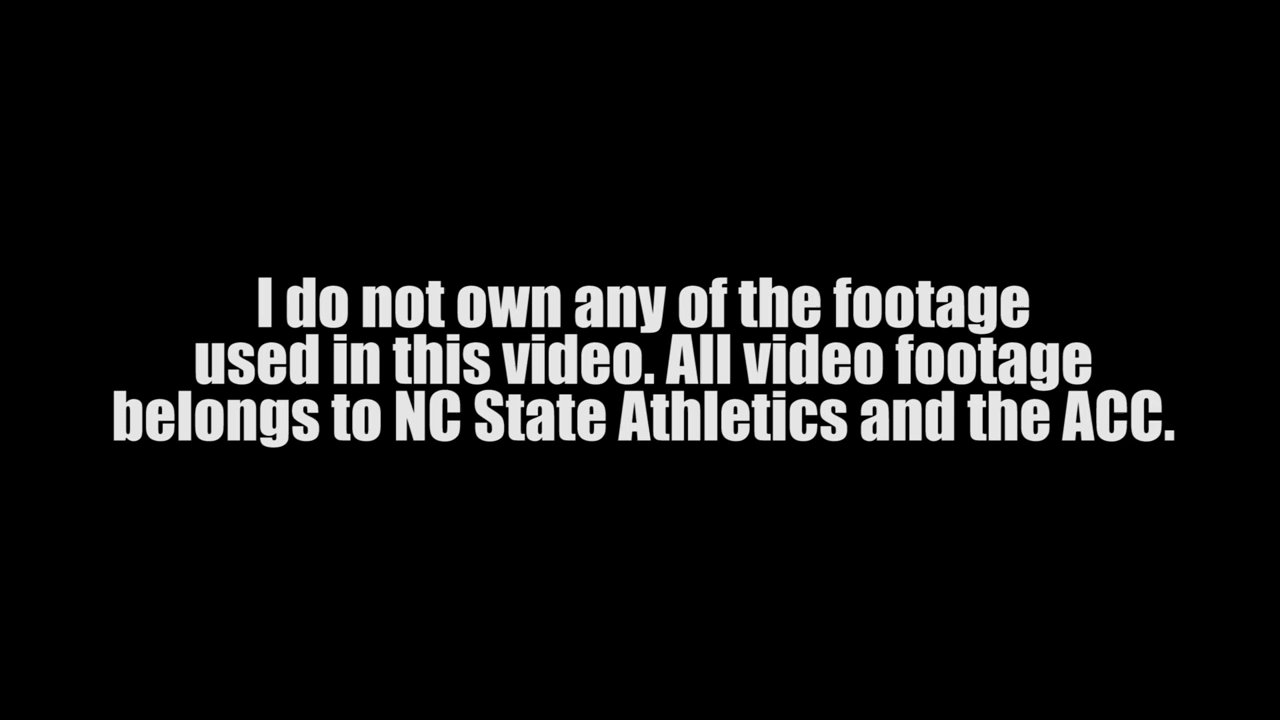 I do not own any of the footage
used in this video. All video footage
belongs to NC State Athletics and the ACC.